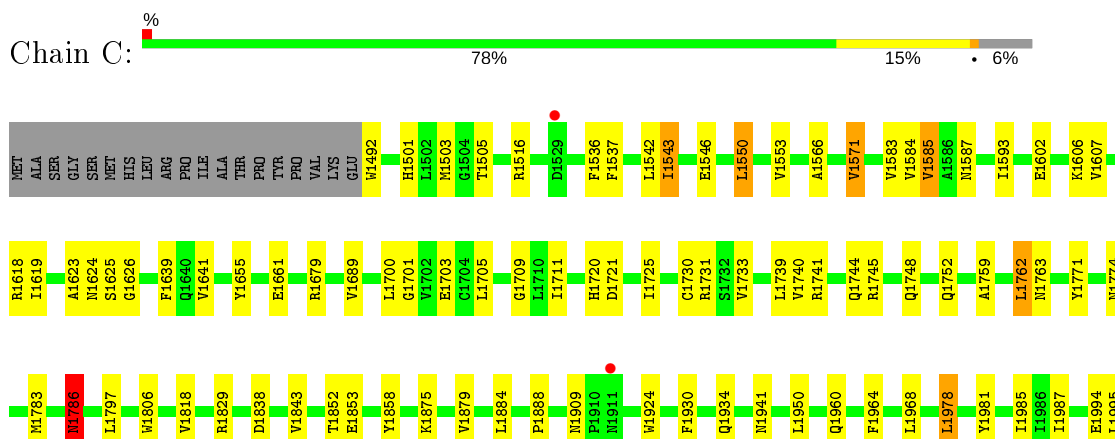 %
Chain C:
78% 15% • 6%
MET ALA SER GLY SER MET HIS LEU ARG PRO ILE ALA THR PRO TYR PRO VAL LYS GLU W1492 H1501 L1502 M1503 G1504 T1505 R1516 D1529 F1536 F1537 L1542 I1543 E1546 L1550 V1553 A1566 V1571 V1583 V1584 V1585 A1586 N1587 I1593 E1602 K1606 V1607
R1618 I1619 A1623 N1624 S1625 G1626 F1639 Q1640 V1641 Y1655 E1661 R1679 V1689 L1700 G1701 V1702 E1703 C1704 L1705 G1709 L1710 I1711 H1720 D1721 I1725 C1730 R1731 S1732 V1733 L1739 V1740 R1741 Q1744 R1745 Q1748 Q1752 A1759 L1762 N1763 Y1771 N1774
M1783 N1786 L1797 W1806 V1818 R1829 D1838 V1843 T1852 E1853 Y1858 K1875 V1879 L1884 P1888 N1909 P1910 N1911 W1924 F1930 Q1934 N1941 L1950 Q1960 F1964 L1968 L1978 Y1981 I1985 I1986 I1987 E1994